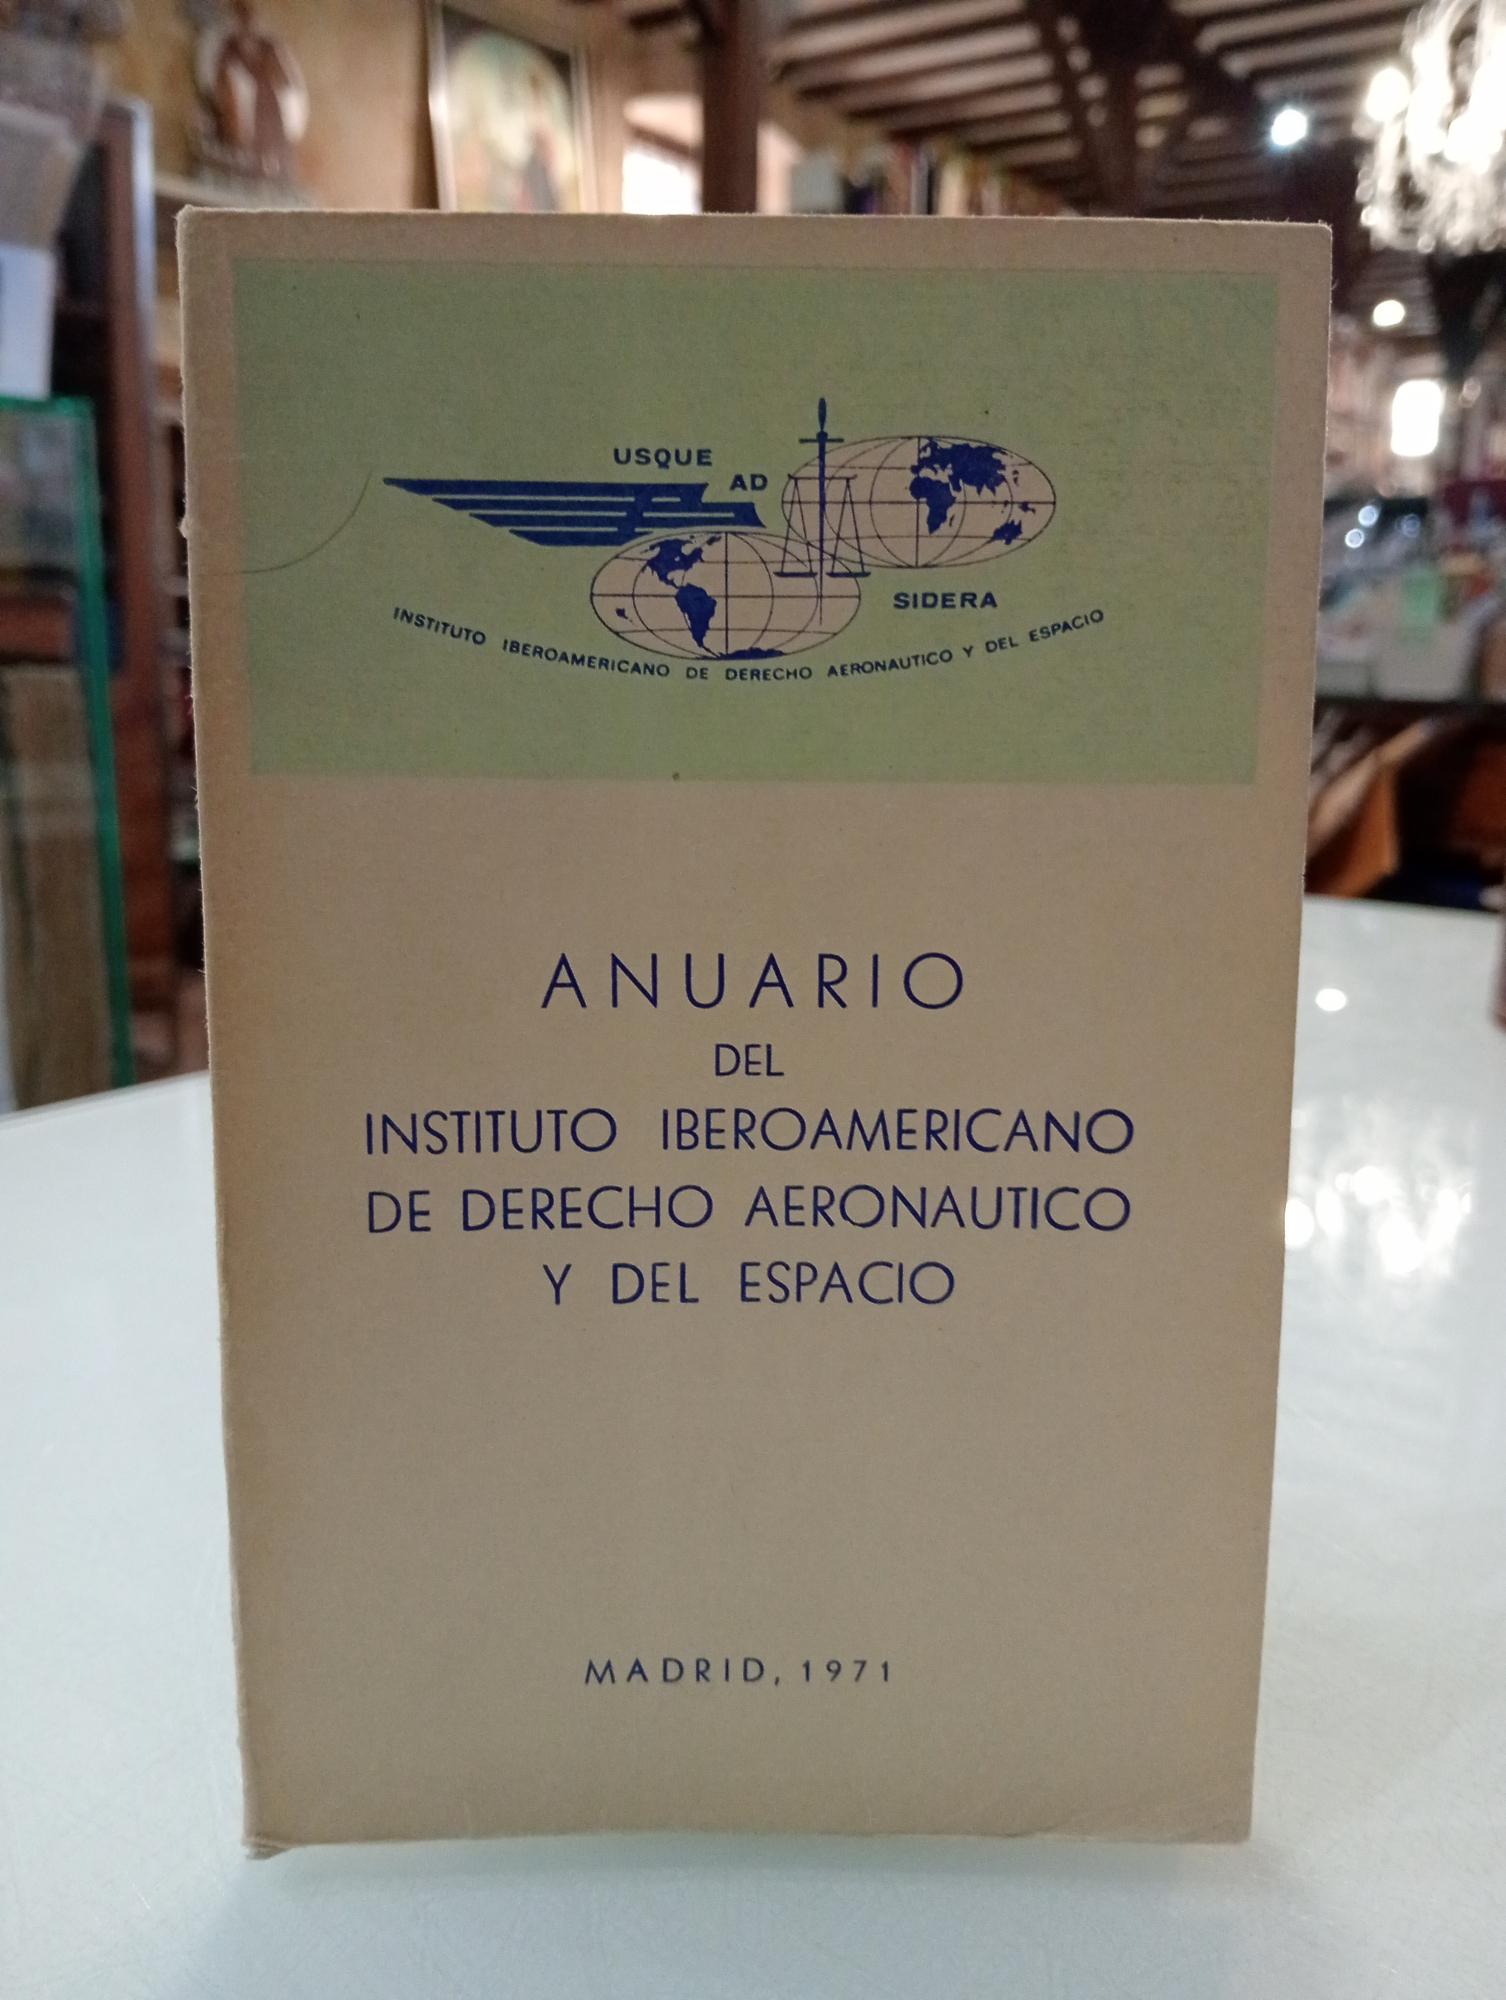 USQUE
AD
SIDERA
INSTITUTO IBEROAMERICANO DE DERECHO AERONAUTICO Y DEL ESPACIO
ANUARIO
DEL
INSTITUTO IBEROAMERICANO
DE DERECHO AERONAUTICO
Y DEL ESPACIO
MADRID, 1971